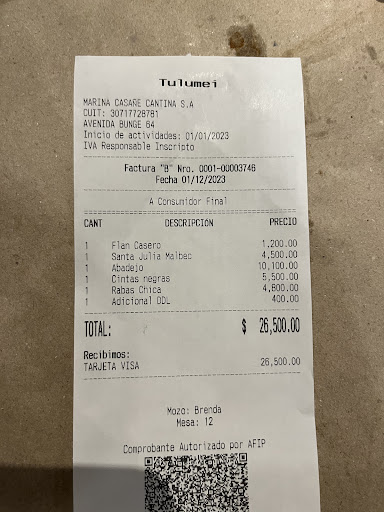 Tulumei
MARINA CASAÑE CANTINA S.A
CUIT: 30717728781
AVENIDA BUNGE 64
Inicio de actividades: 01/01/2023
IVA Responsable Inscripto
Factura "B" Nro. 0001-00003746
Fecha 01/12/2023
A Consumidor Final
CANT DESCRIPCIÓN PRECIO
1 Flan Casero 1,200.00
1 Santa Julia Malbec 4,500.00
1 Abadejo 10,100.00
1 Cintas negras 5,500.00
1 Rabas Chica 4,800.00
1 Adicional DDL 400.00
TOTAL: $ 26,500.00
Recibimos:
TARJETA VISA 26,500.00
Mozo: Brenda
Mesa: 12
Comprobante Autorizado por AFIP